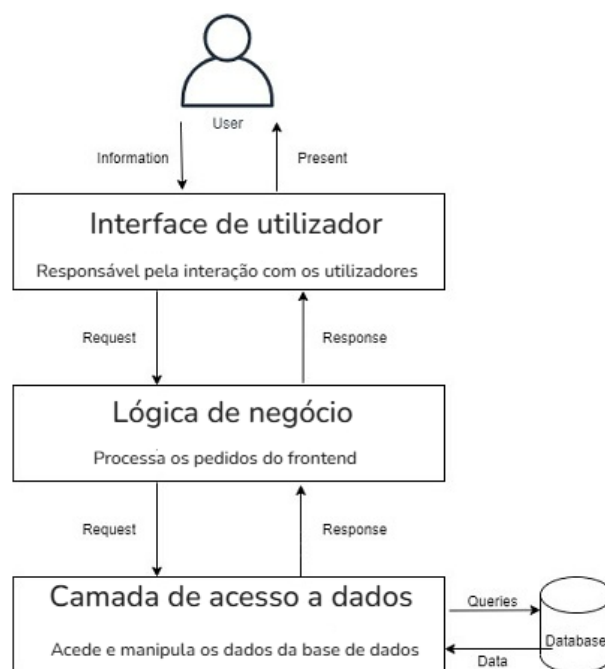 User
Information
Present
Interface de utilizador
Responsável pela interação com os utilizadores
Request
Response
Lógica de negócio
Processa os pedidos do frontend
Request
Response
Camada de acesso a dados
Acede e manipula os dados da base de dados
Queries
Database
Data